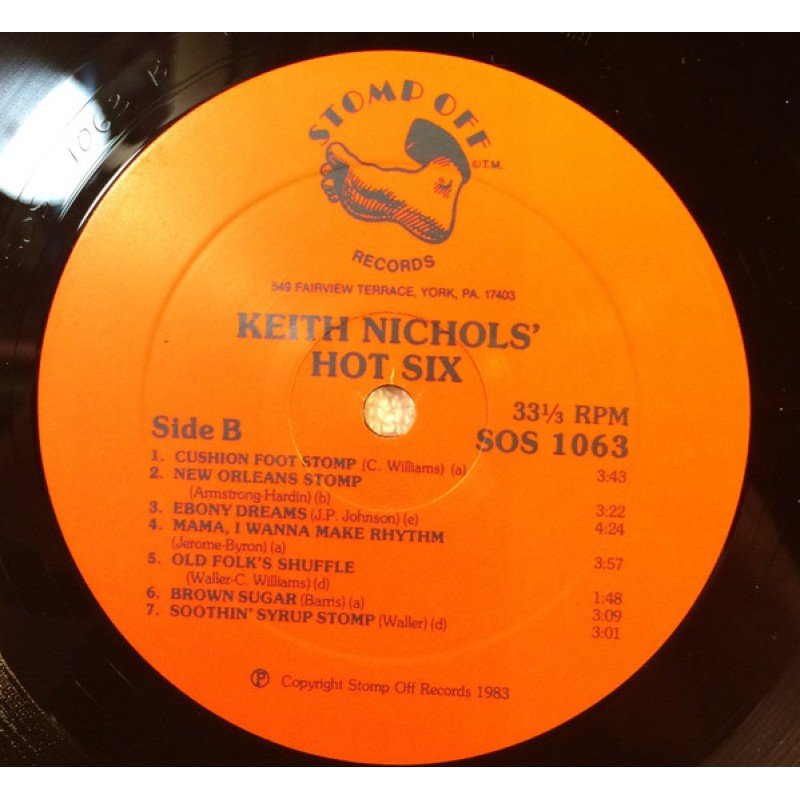 STOMP OFF
©T.M.
RECORDS
549 FAIRVIEW TERRACE, YORK, PA. 17403
KEITH NICHOLS'
HOT SIX
33⅓ RPM
Side B
SOS 1063
1. CUSHION FOOT STOMP (C. Williams) (a) 3:43
2. NEW ORLEANS STOMP
(Armstrong-Hardin) (b) 3:22
3. EBONY DREAMS (J.P. Johnson) (e) 4:24
4. MAMA, I WANNA MAKE RHYTHM
(Jerome-Byron) (a) 3:57
5. OLD FOLK'S SHUFFLE
(Waller-C. Williams) (d) 1:48
6. BROWN SUGAR (Barris) (a) 3:09
7. SOOTHIN' SYRUP STOMP (Waller) (d) 3:01
Ⓟ Copyright Stomp Off Records 1983